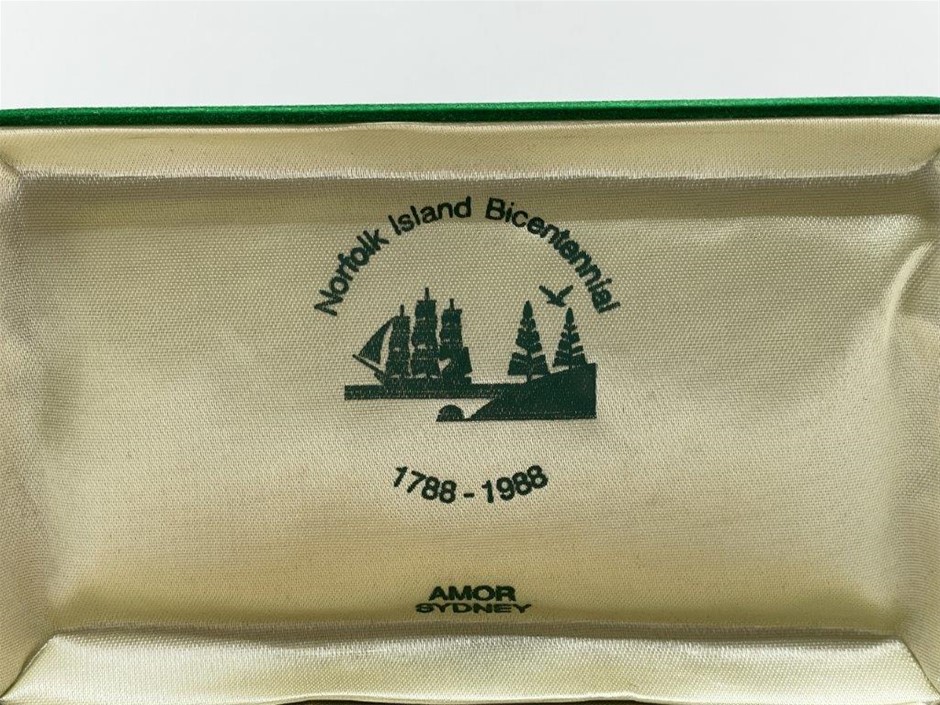 Norfolk Island Bicentennial
1788 - 1988
AMOR
SYDNEY